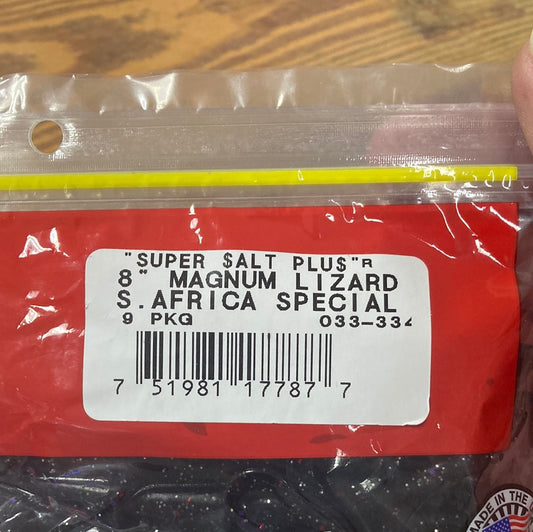 "SUPER $ALT PLU$"R
8" MAGNUM LIZARD
S.AFRICA SPECIAL
9 PKG 033-334
7 51981 17787 7
MADE IN THE